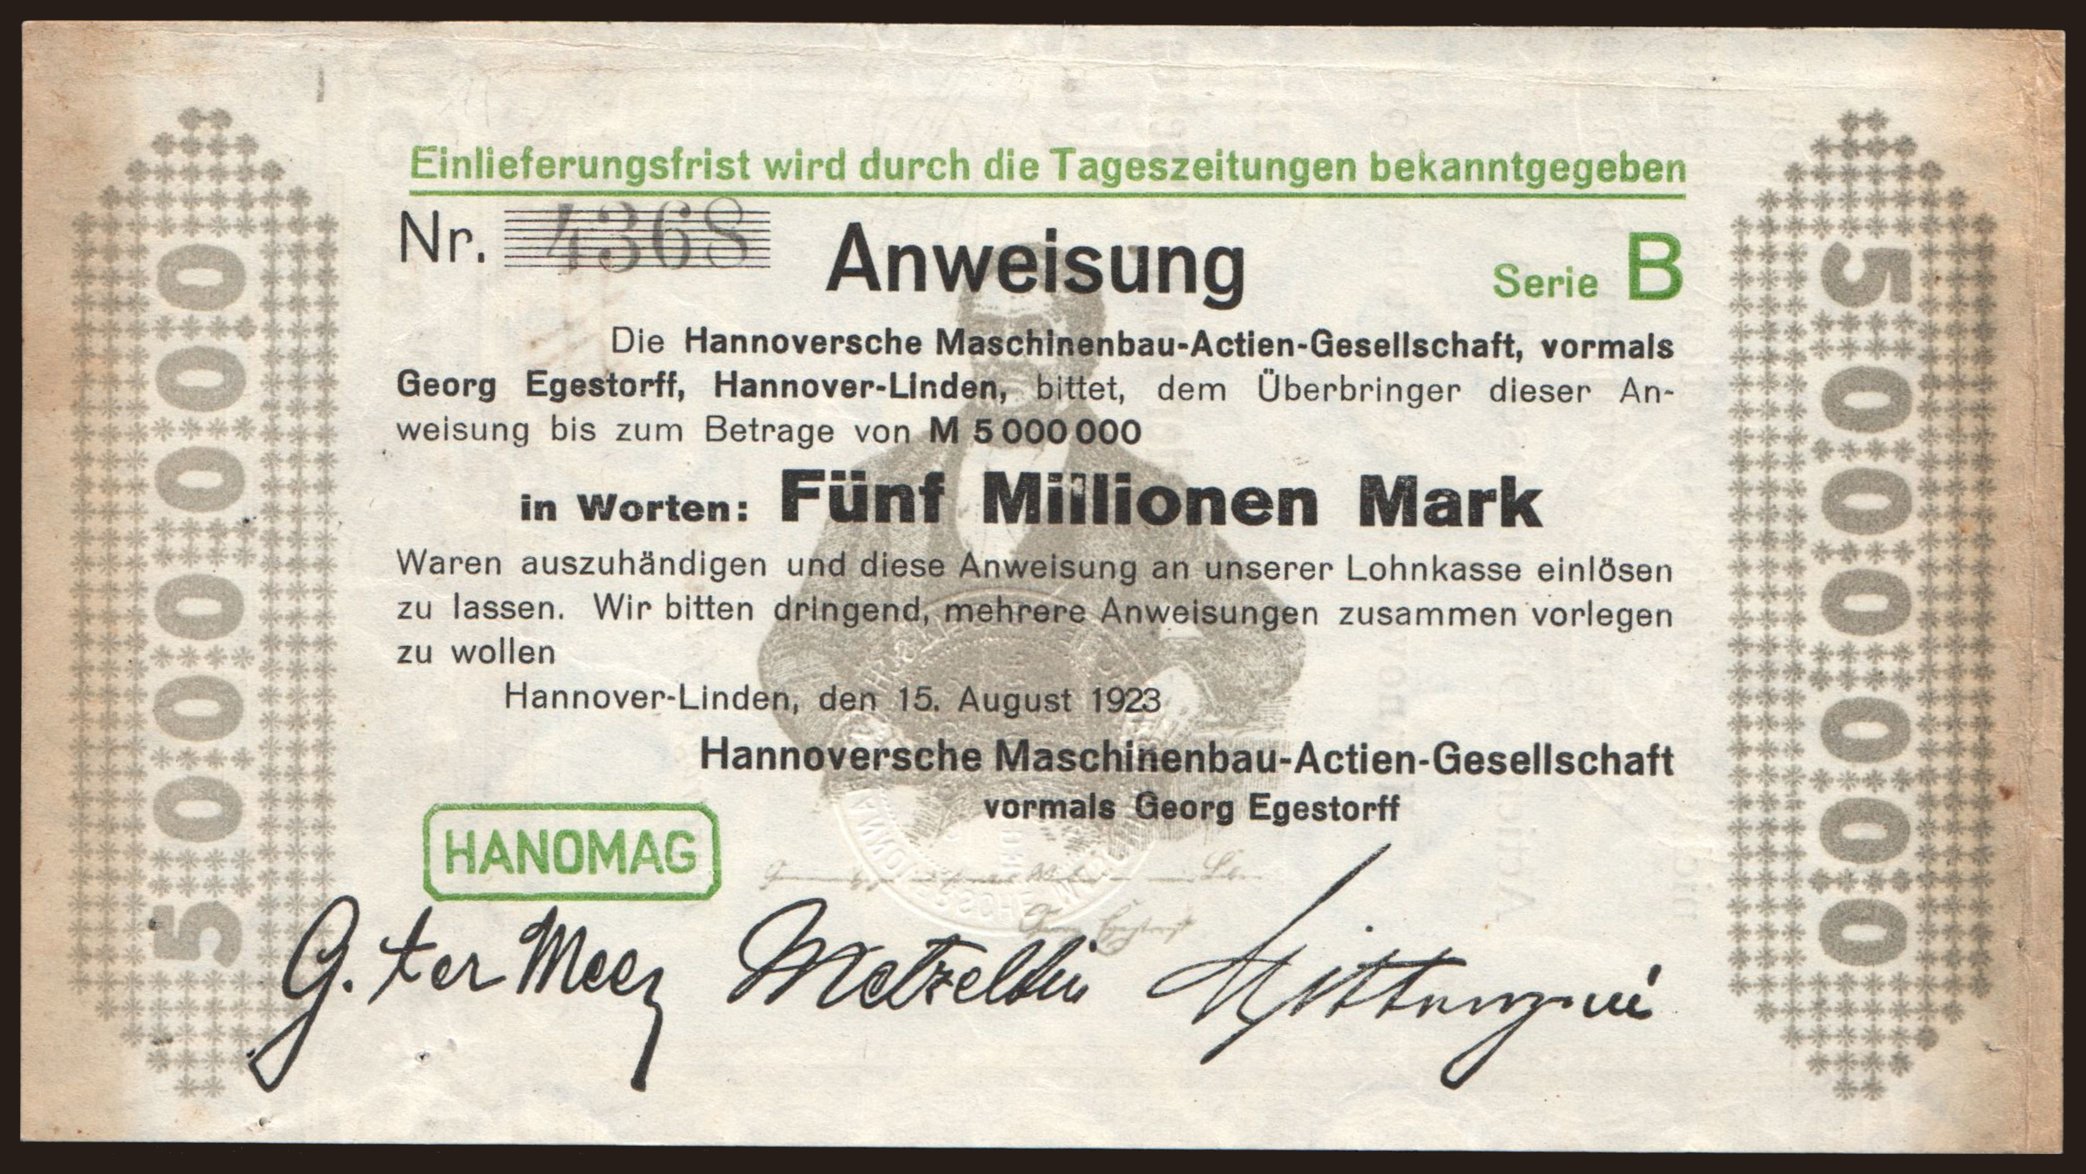 Einlieferungsfrist wird durch die Tageszeitungen bekanntgegeben
Nr. 4368 Anweisung Serie B
Die Hannoversche Maschinenbau-Actien-Gesellschaft, vormals
Georg Egestorff, Hannover-Linden, bittet, dem Überbringer dieser An-
weisung bis zum Betrage von M 5 000 000
in Worten: Fünf Millionen Mark
Waren auszuhändigen und diese Anweisung an unserer Lohnkasse einlösen
zu lassen. Wir bitten dringend, mehrere Anweisungen zusammen vorlegen
zu wollen
Hannover-Linden, den 15. August 1923
Hannoversche Maschinenbau-Actien-Gesellschaft
vormals Georg Egestorff
HANOMAG
G. ter Meer Metzeltin
5000000
5000000